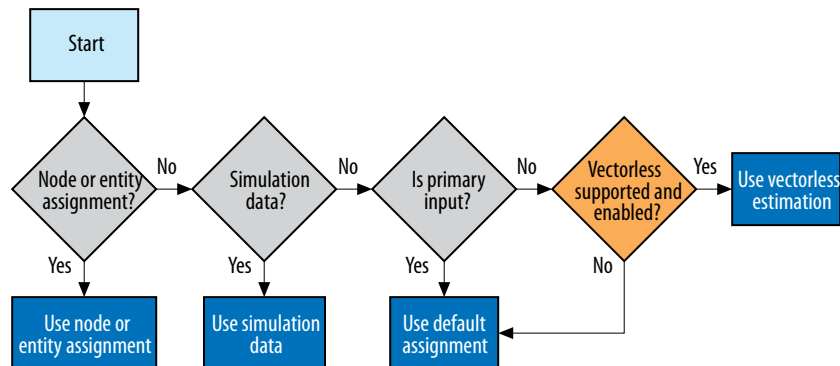 Start
Node or entity
assignment?
No
Simulation
data?
No
Is primary
input?
No
Vectorless
supported and
enabled?
Yes
Use vectorless
estimation
Yes
Yes
Yes
No
Use node or
entity assignment
Use simulation
data
Use default
assignment